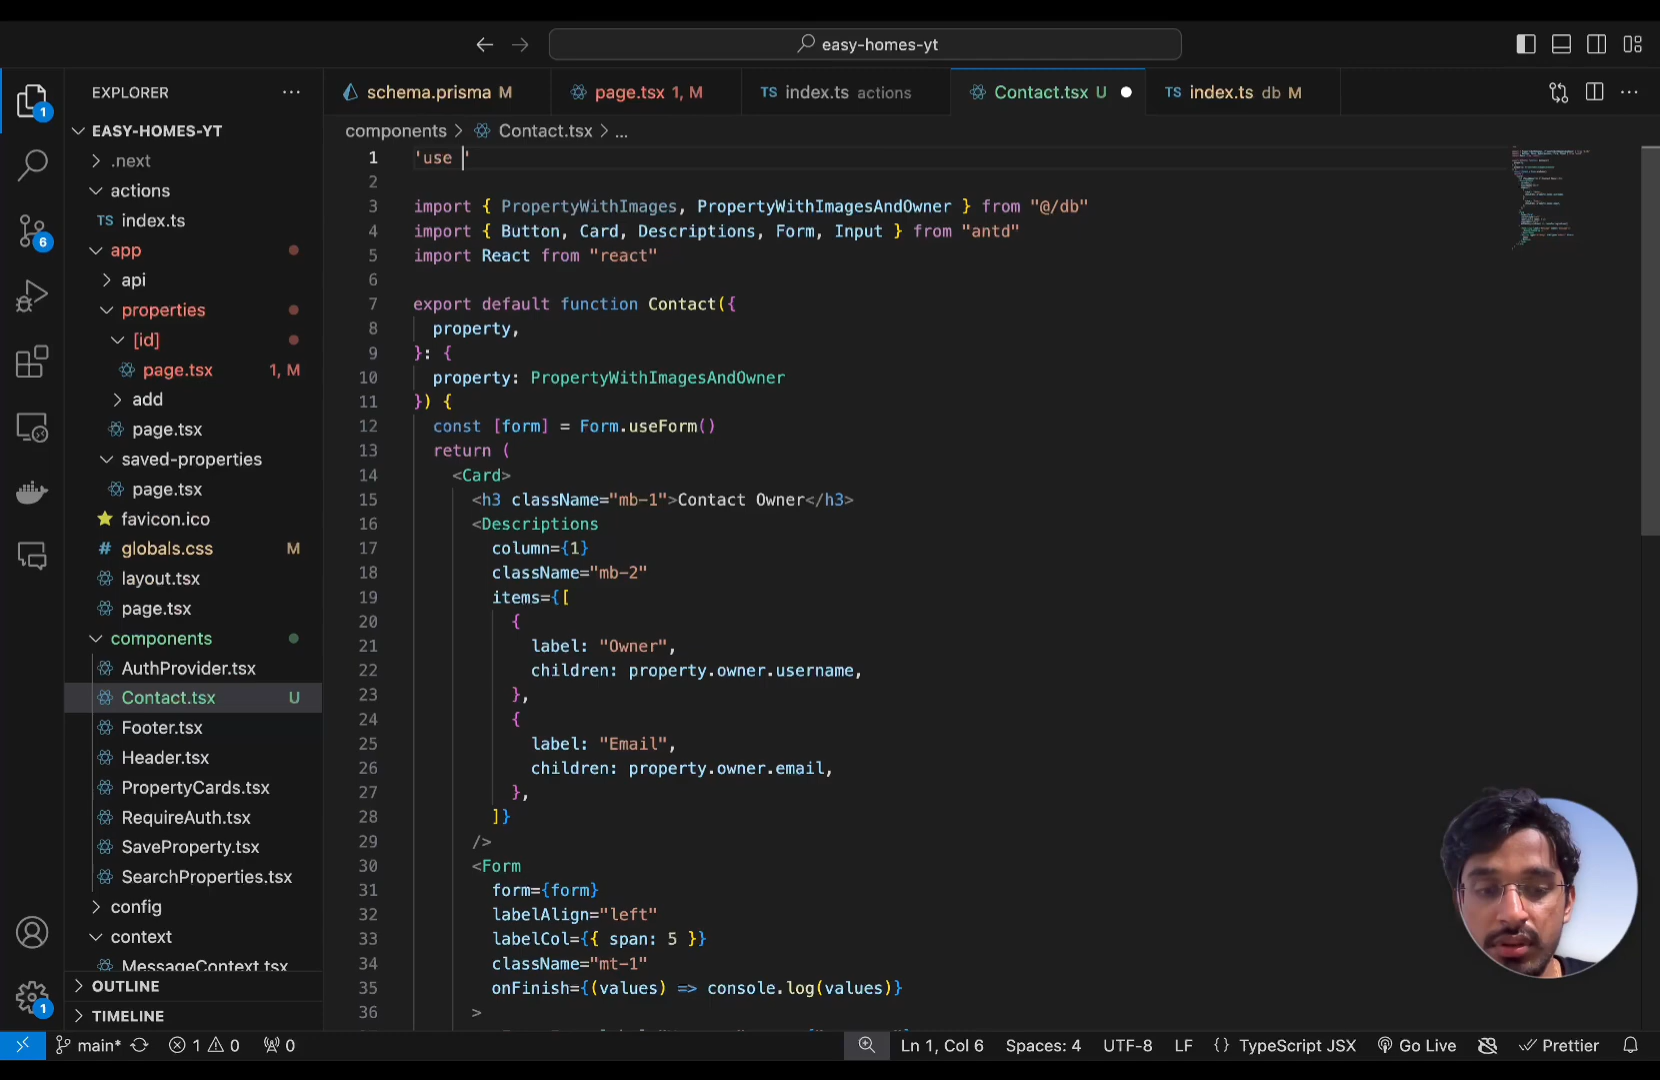 easy-homes-yt
EXPLORER
schema.prisma M
page.tsx 1, M
TS index.ts actions
Contact.tsx U
TS index.ts db M
EASY-HOMES-YT
components > Contact.tsx > ...
.next
actions
TS index.ts
app
api
properties
[id]
page.tsx 1, M
add
page.tsx
saved-properties
page.tsx
favicon.ico
# globals.css M
layout.tsx
page.tsx
components
AuthProvider.tsx
Contact.tsx U
Footer.tsx
Header.tsx
PropertyCards.tsx
RequireAuth.tsx
SaveProperty.tsx
SearchProperties.tsx
config
context
MessageContext.tsx
OUTLINE
TIMELINE
1
6
1
1 'use '
2
3 import { PropertyWithImages, PropertyWithImagesAndOwner } from "@/db"
4 import { Button, Card, Descriptions, Form, Input } from "antd"
5 import React from "react"
6
7 export default function Contact({
8 property,
9 }: {
10 property: PropertyWithImagesAndOwner
11 }) {
12 const [form] = Form.useForm()
13 return (
14 <Card>
15 <h3 className="mb-1">Contact Owner</h3>
16 <Descriptions
17 column={1}
18 className="mb-2"
19 items={[
20 {
21 label: "Owner",
22 children: property.owner.username,
23 },
24 {
25 label: "Email",
26 children: property.owner.email,
27 },
28 ]}
29 />
30 <Form
31 form={form}
32 labelAlign="left"
33 labelCol={{ span: 5 }}
34 className="mt-1"
35 onFinish={(values) => console.log(values)}
36 >
main* 1 0 0 Ln 1, Col 6 Spaces: 4 UTF-8 LF {} TypeScript JSX Go Live Prettier